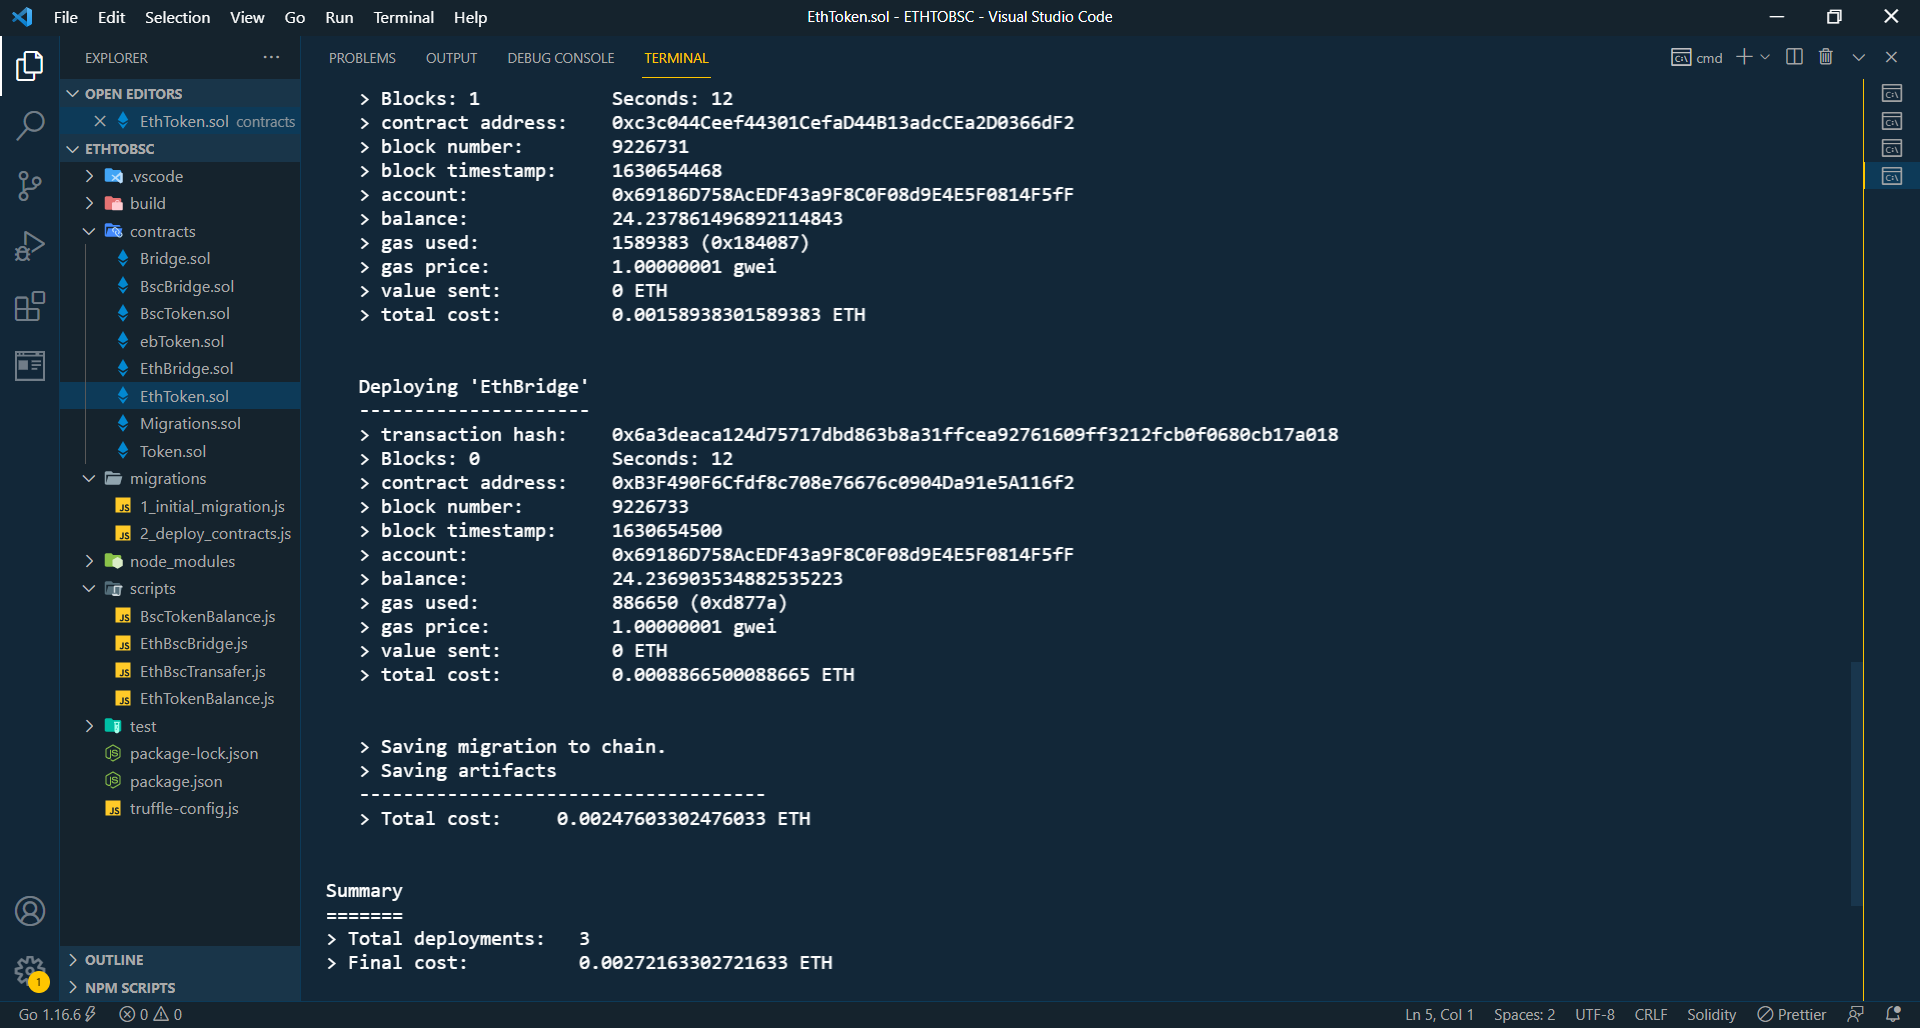 File Edit Selection View Go Run Terminal Help
EthToken.sol - ETHTOBSC - Visual Studio Code
EXPLORER
OPEN EDITORS
EthToken.sol contracts
ETHTOBSC
.vscode
build
contracts
Bridge.sol
BscBridge.sol
BscToken.sol
ebToken.sol
EthBridge.sol
EthToken.sol
Migrations.sol
Token.sol
migrations
1_initial_migration.js
2_deploy_contracts.js
node_modules
scripts
BscTokenBalance.js
EthBscBridge.js
EthBscTransafer.js
EthTokenBalance.js
test
package-lock.json
package.json
truffle-config.js
OUTLINE
NPM SCRIPTS
1
PROBLEMS OUTPUT DEBUG CONSOLE TERMINAL
cmd
> Blocks: 1 Seconds: 12
> contract address: 0xc3c044Ceef44301CefaD44B13adcCEa2D0366dF2
> block number: 9226731
> block timestamp: 1630654468
> account: 0x69186D758AcEDF43a9F8C0F08d9E4E5F0814F5fF
> balance: 24.237861496892114843
> gas used: 1589383 (0x184087)
> gas price: 1.00000001 gwei
> value sent: 0 ETH
> total cost: 0.00158938301589383 ETH
Deploying 'EthBridge'
---------------------
> transaction hash: 0x6a3deaca124d75717dbd863b8a31ffcea92761609ff3212fcb0f0680cb17a018
> Blocks: 0 Seconds: 12
> contract address: 0xB3F490F6Cfdf8c708e76676c0904Da91e5A116f2
> block number: 9226733
> block timestamp: 1630654500
> account: 0x69186D758AcEDF43a9F8C0F08d9E4E5F0814F5fF
> balance: 24.236903534882535223
> gas used: 886650 (0xd877a)
> gas price: 1.00000001 gwei
> value sent: 0 ETH
> total cost: 0.0008866500088665 ETH
> Saving migration to chain.
> Saving artifacts
-------------------------------------
> Total cost: 0.00247603302476033 ETH
Summary
=======
> Total deployments: 3
> Final cost: 0.00272163302721633 ETH
Go 1.16.6 0 0
Ln 5, Col 1 Spaces: 2 UTF-8 CRLF Solidity Prettier